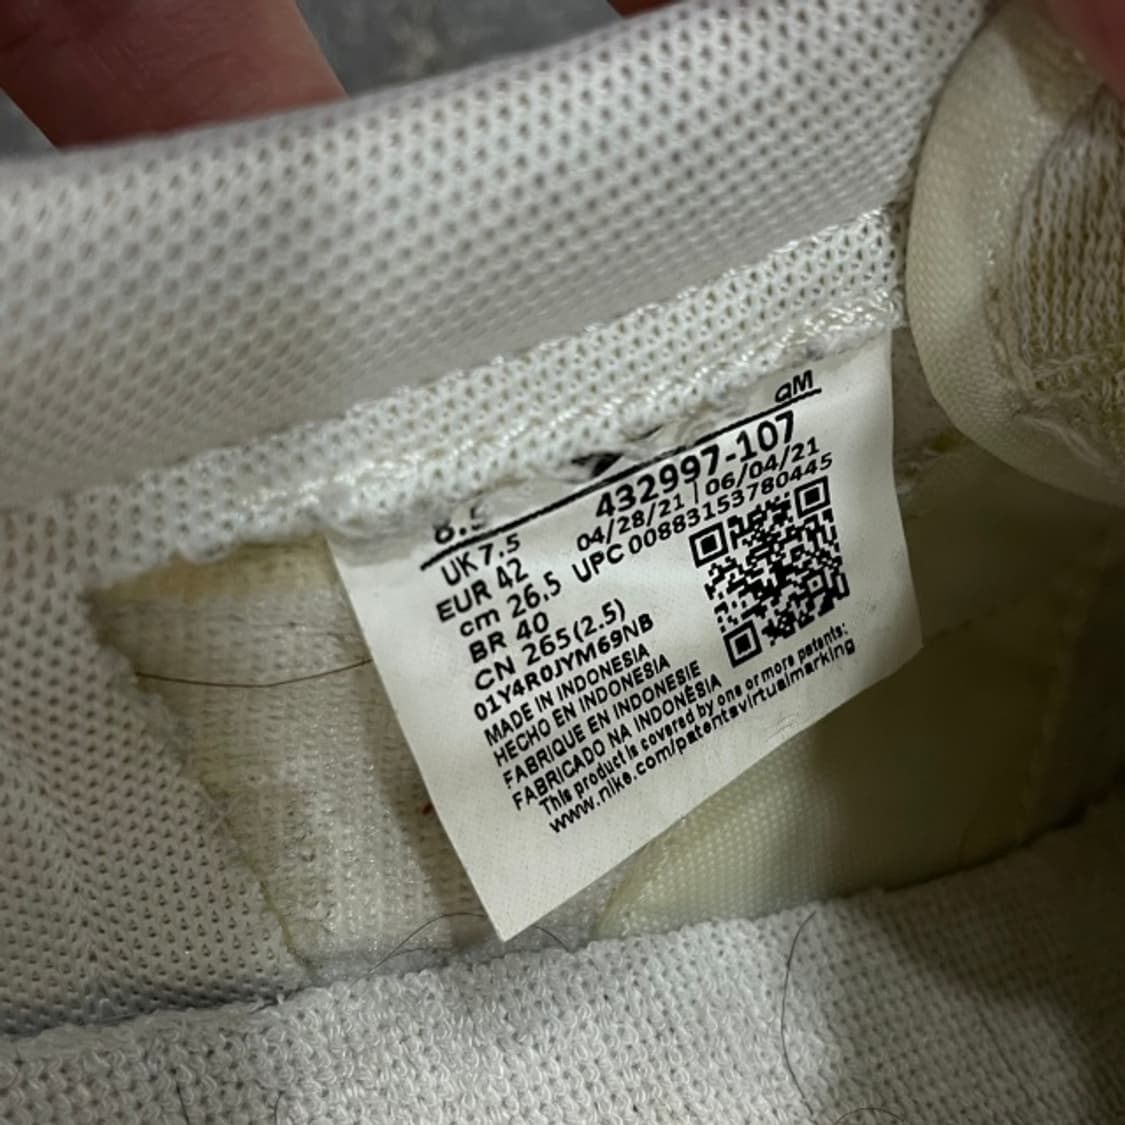 QM
8.5
432997-107
04/28/21 | 06/04/21
UPC 00883153780445
UK 7.5
EUR 42
cm 26.5
BR 40
CN 265(2.5)
01Y4R0JYM69NB
MADE IN INDONESIA
HECHO EN INDONESIA
FABRIQUE EN INDONESIE
FABRICADO NA INDONÉSIA
This product is covered by one or more patents:
www.nike.com/patentsvirtualmarking